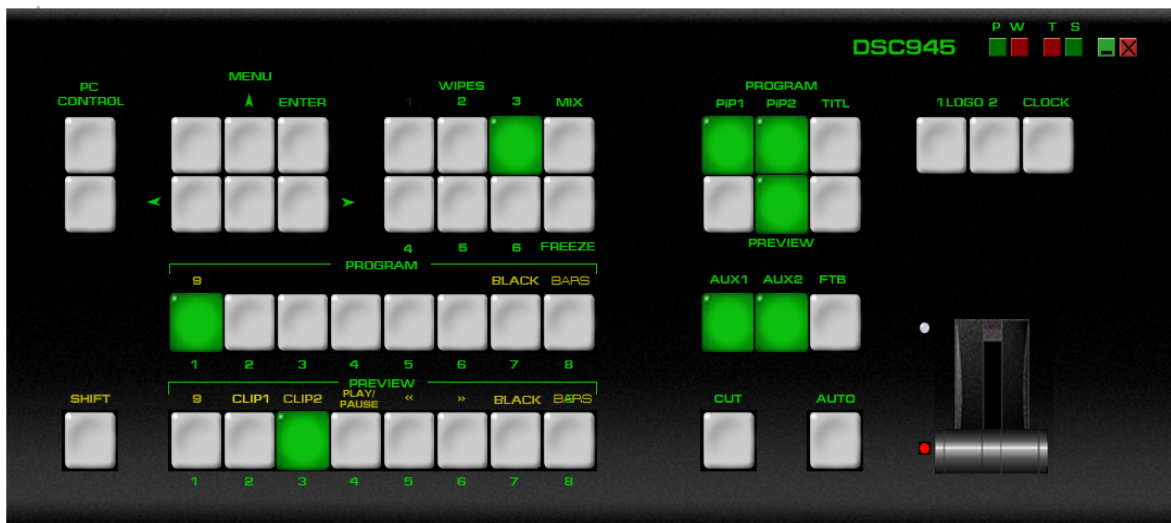 P W T S
DSC945
PC
CONTROL
MENU
ENTER
WIPES
1 2 3 MIX
4 5 6 FREEZE
PROGRAM
PiP1 PiP2 TITL
PREVIEW
1 LOGO 2 CLOCK
PROGRAM
9 BLACK BARS
1 2 3 4 5 6 7 8
AUX1 AUX2 FTB
PREVIEW
SHIFT
9 CLIP1 CLIP2 PLAY/
PAUSE « » BLACK BARS
1 2 3 4 5 6 7 8
CUT AUTO